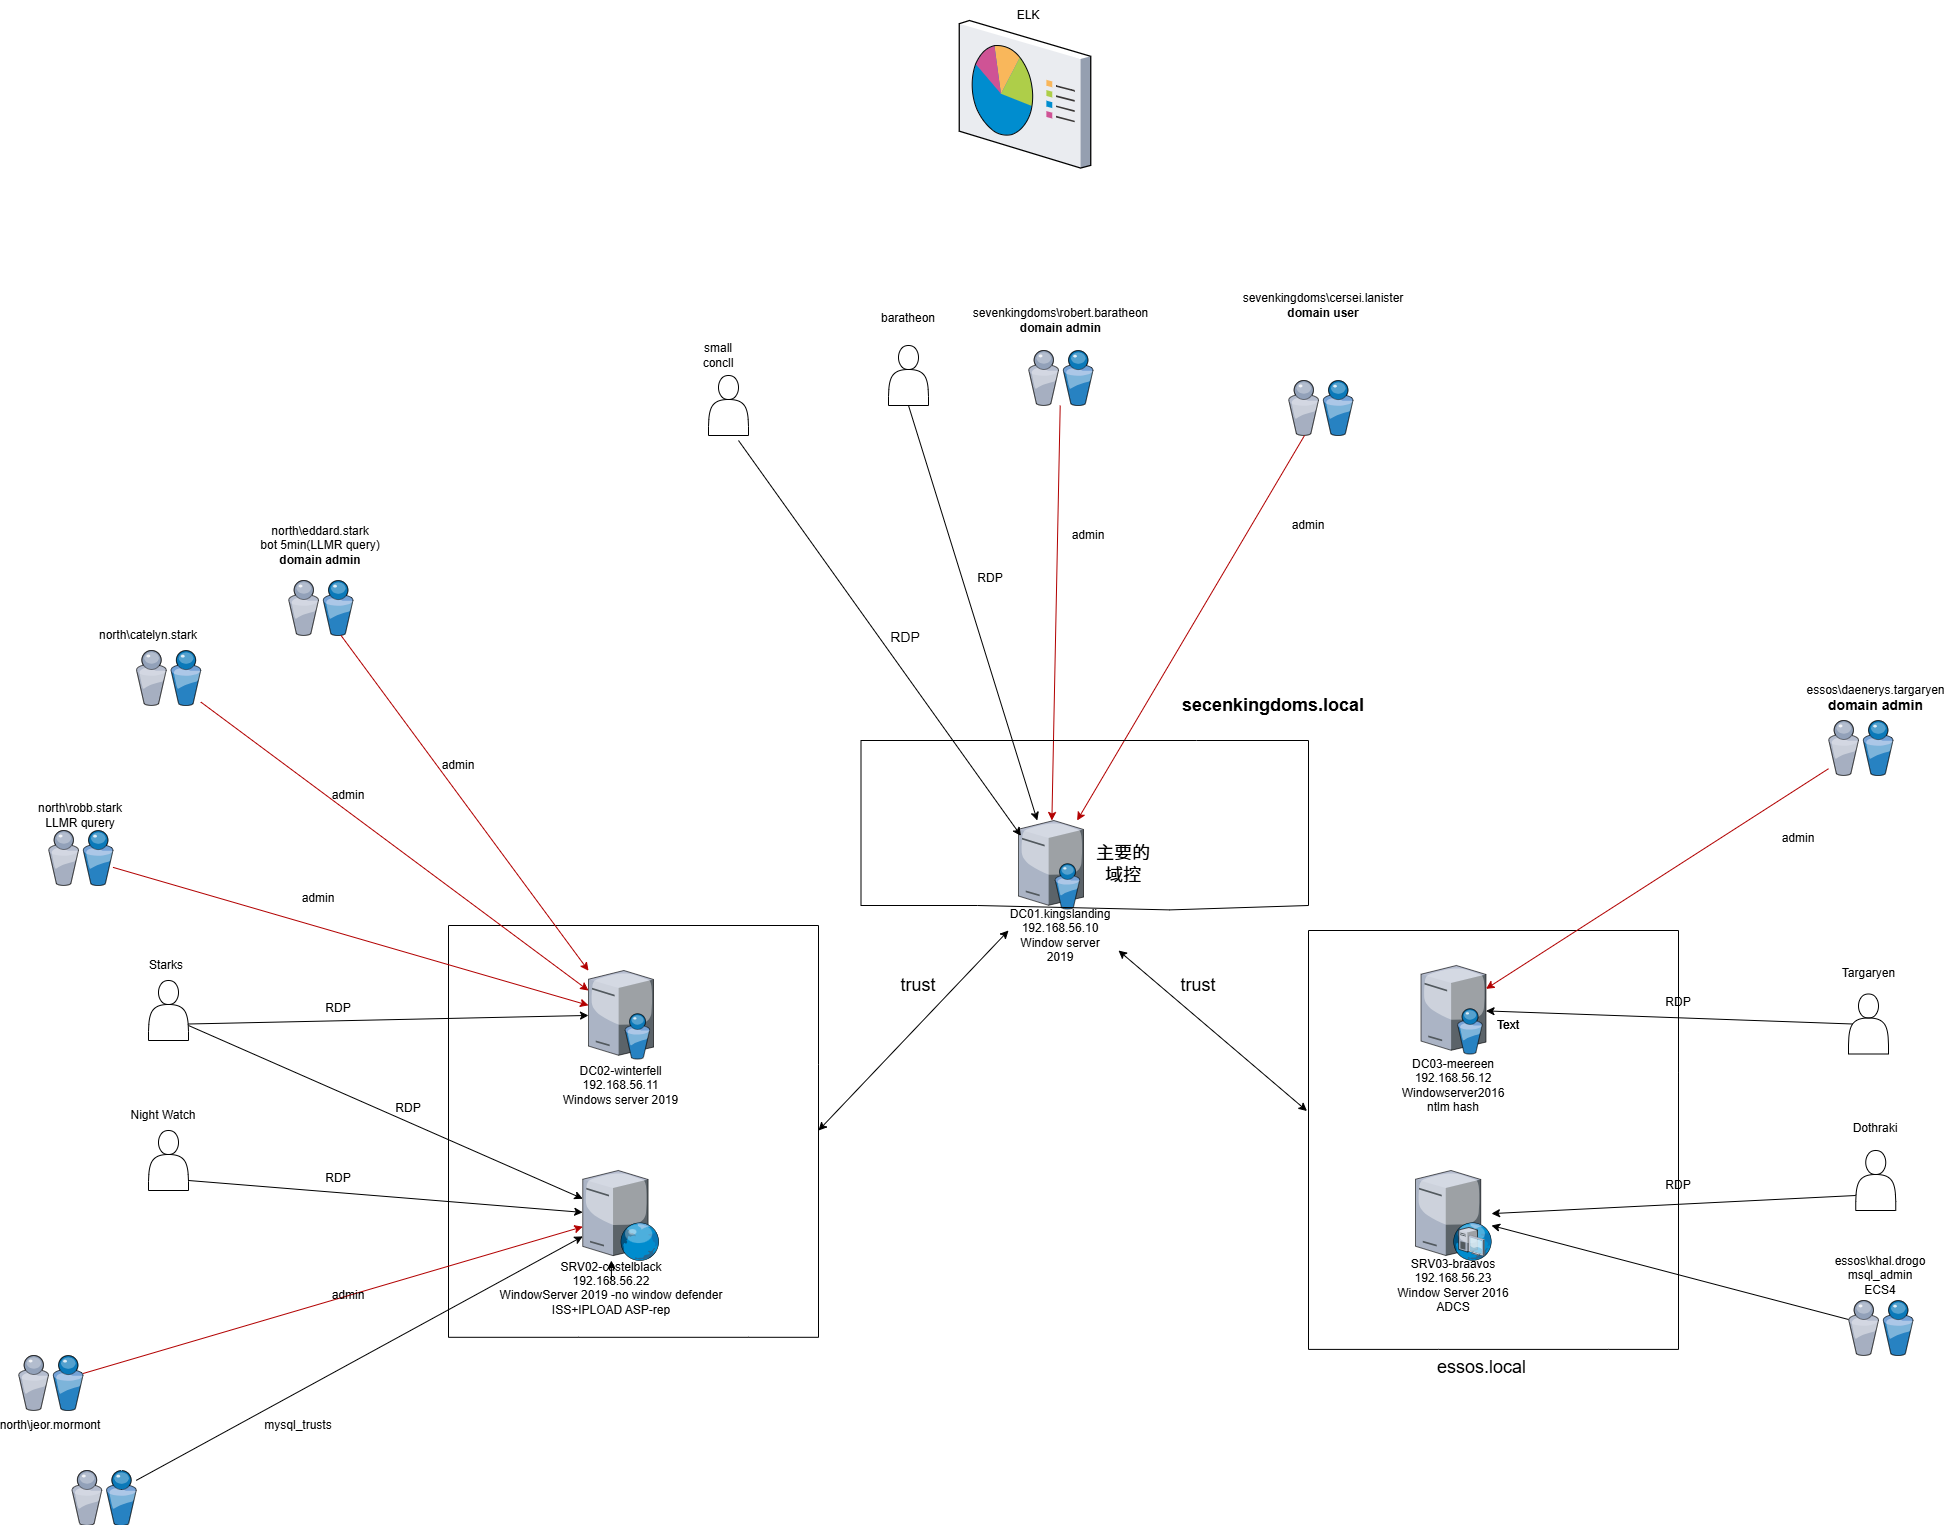 ELK
sevenkingdoms\cersei.lanister
domain user
sevenkingdoms\robert.baratheon
domain admin
baratheon
small
concll
admin
admin
RDP
RDP
north\eddard.stark
bot 5min(LLMR query)
domain admin
north\catelyn.stark
north\robb.stark
LLMR qurery
admin
admin
admin
secenkingdoms.local
主要的
域控
DC01.kingslanding
192.168.56.10
Window server
2019
essos\daenerys.targaryen
domain admin
admin
trust
trust
Starks
RDP
DC02-winterfell
192.168.56.11
Windows server 2019
Night Watch
RDP
RDP
SRV02-castelblack
192.168.56.22
WindowServer 2019 -no window defender
ISS+IPLOAD ASP-rep
admin
north\jeor.mormont
mysql_trusts
Targaryen
RDP
Text
DC03-meereen
192.168.56.12
Windowserver2016
ntlm hash
Dothraki
RDP
SRV03-braavos
192.168.56.23
Window Server 2016
ADCS
essos\khal.drogo
msql_admin
ECS4
essos.local